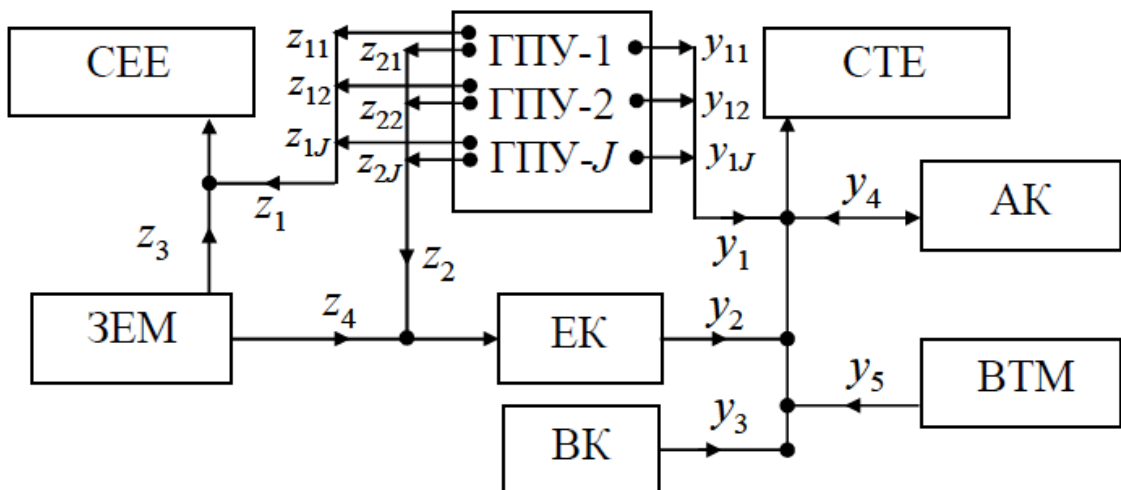 СЕЕ
z₁₁
z₂₁
ГПУ-1
y₁₁
СТЕ
z₁₂
z₂₂
ГПУ-2
y₁₂
z₁J
z₂J
ГПУ-J
y₁J
z₁
y₄
АК
z₃
z₂
y₁
ЗЕМ
z₄
ЕК
y₂
y₅
ВТМ
ВК
y₃